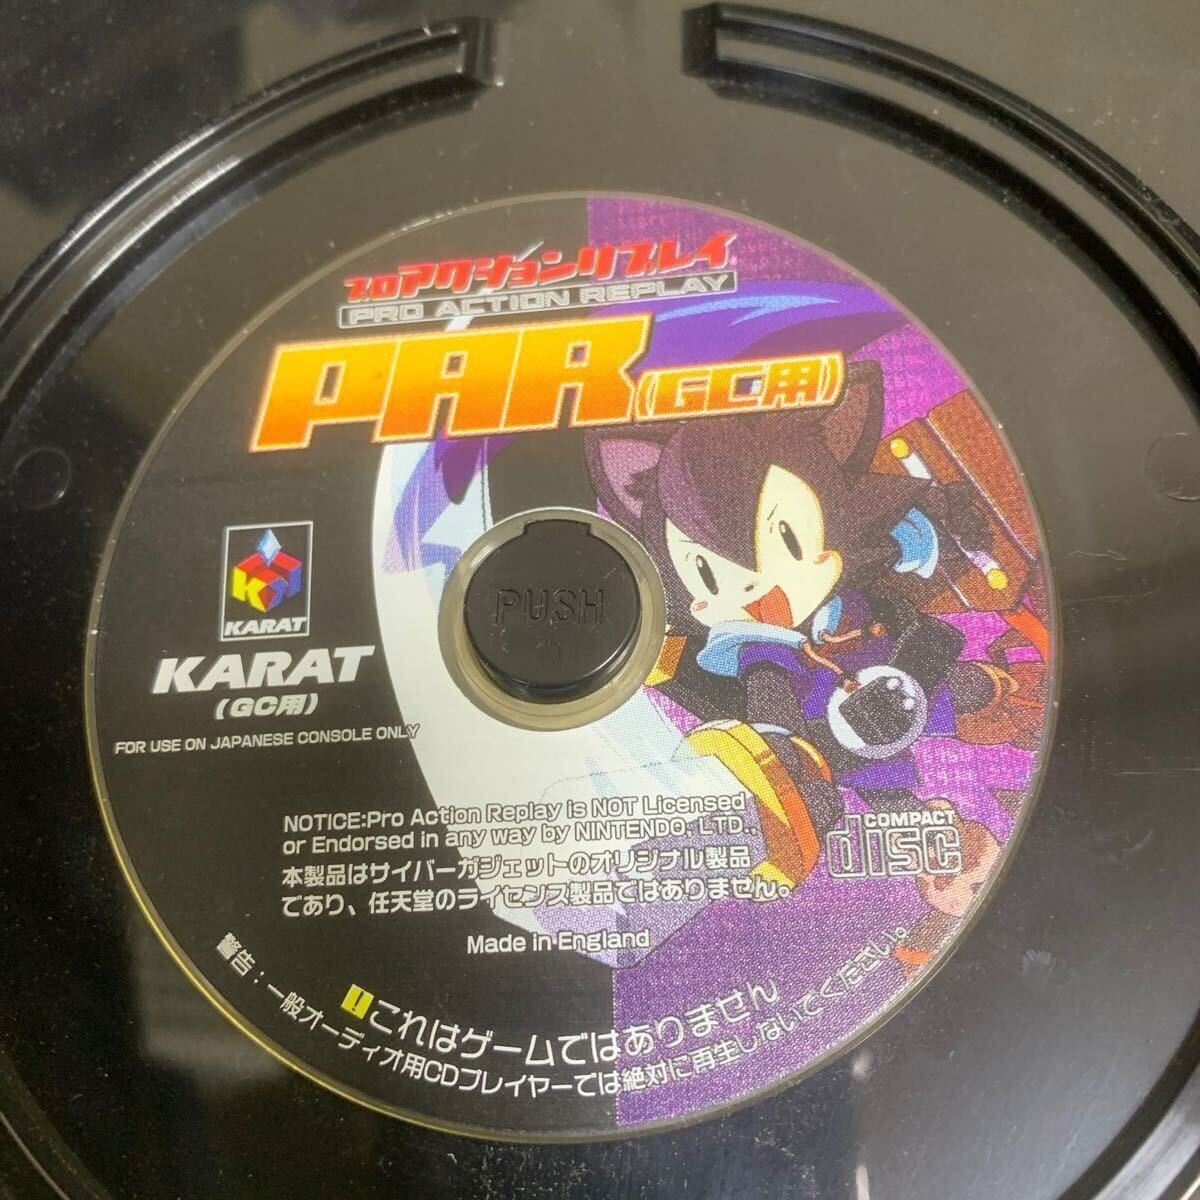 プロアクションリプレイ
PRO ACTION REPLAY
PAR(GC用)
KARAT
KARAT
(GC用)
FOR USE ON JAPANESE CONSOLE ONLY
PUSH
NOTICE:Pro Action Replay is NOT Licensed
or Endorsed in any way by NINTENDO, LTD.,
本製品はサイバーガジェットのオリジナル製品
であり、任天堂のライセンス製品ではありません。
COMPACT
disc
Made in England
!これはゲームではありません
警告:一般オーディオ用CDプレイヤーでは絶対に再生しないでください。